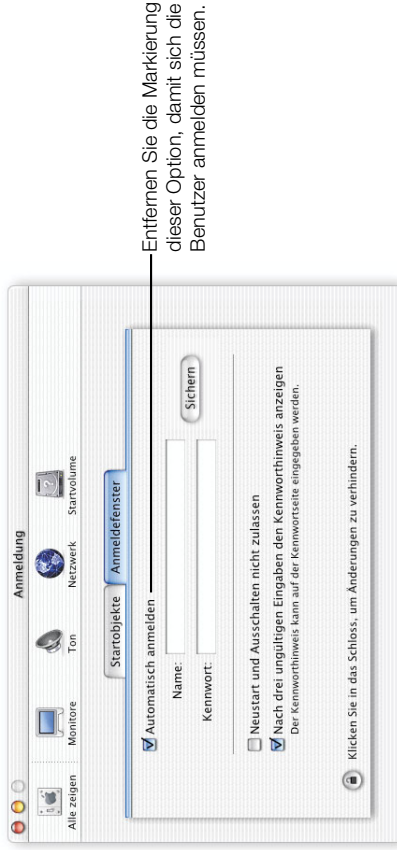 Anmeldung
Alle zeigen
Monitore
Ton
Netzwerk
Startvolume
Startobjekte
Anmeldefenster
Automatisch anmelden
Name:
Kennwort:
Sichern
Neustart und Ausschalten nicht zulassen
Nach drei ungültigen Eingaben den Kennworthinweis anzeigen
Der Kennworthinweis kann auf der Kennwortseite eingegeben werden.
Klicken Sie in das Schloss, um Änderungen zu verhindern.
Entfernen Sie die Markierung
dieser Option, damit sich die
Benutzer anmelden müssen.